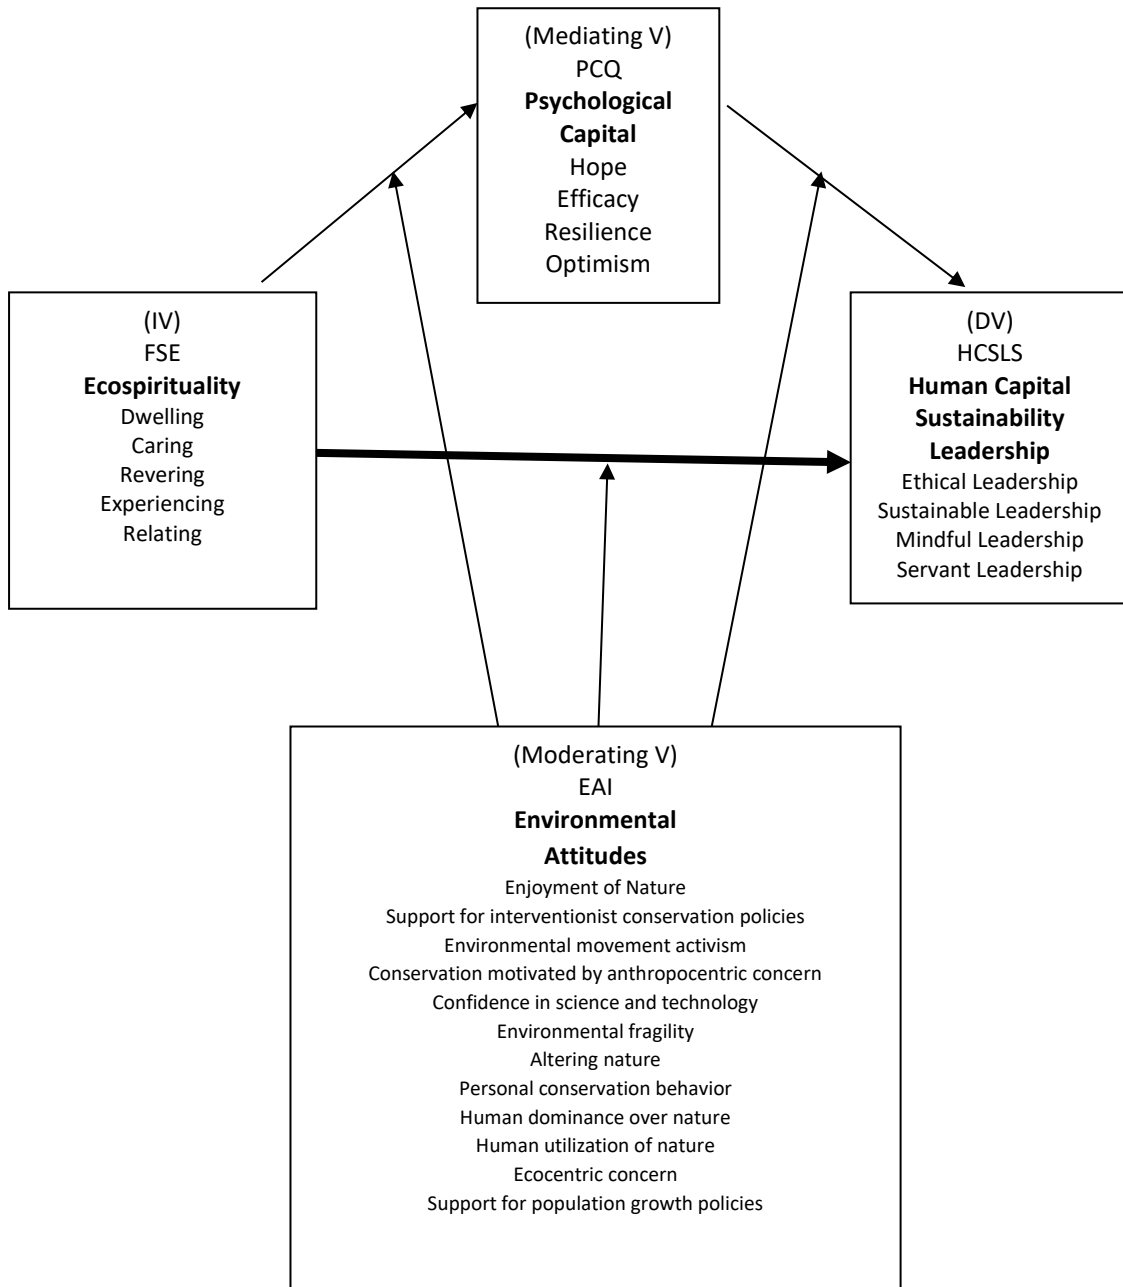 (Mediating V)
PCQ
Psychological
Capital
Hope
Efficacy
Resilience
Optimism
(IV)
FSE
Ecospirituality
Dwelling
Caring
Revering
Experiencing
Relating
(DV)
HCSLS
Human Capital
Sustainability
Leadership
Ethical Leadership
Sustainable Leadership
Mindful Leadership
Servant Leadership
(Moderating V)
EAI
Environmental
Attitudes
Enjoyment of Nature
Support for interventionist conservation policies
Environmental movement activism
Conservation motivated by anthropocentric concern
Confidence in science and technology
Environmental fragility
Altering nature
Personal conservation behavior
Human dominance over nature
Human utilization of nature
Ecocentric concern
Support for population growth policies